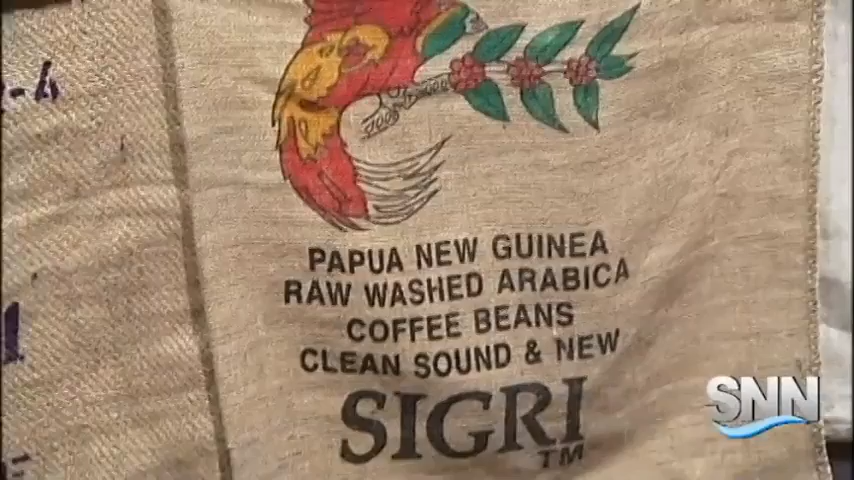 PAPUA NEW GUINEA
RAW WASHED ARABICA
COFFEE BEANS
CLEAN SOUND & NEW
SIGRI
TM
SNN